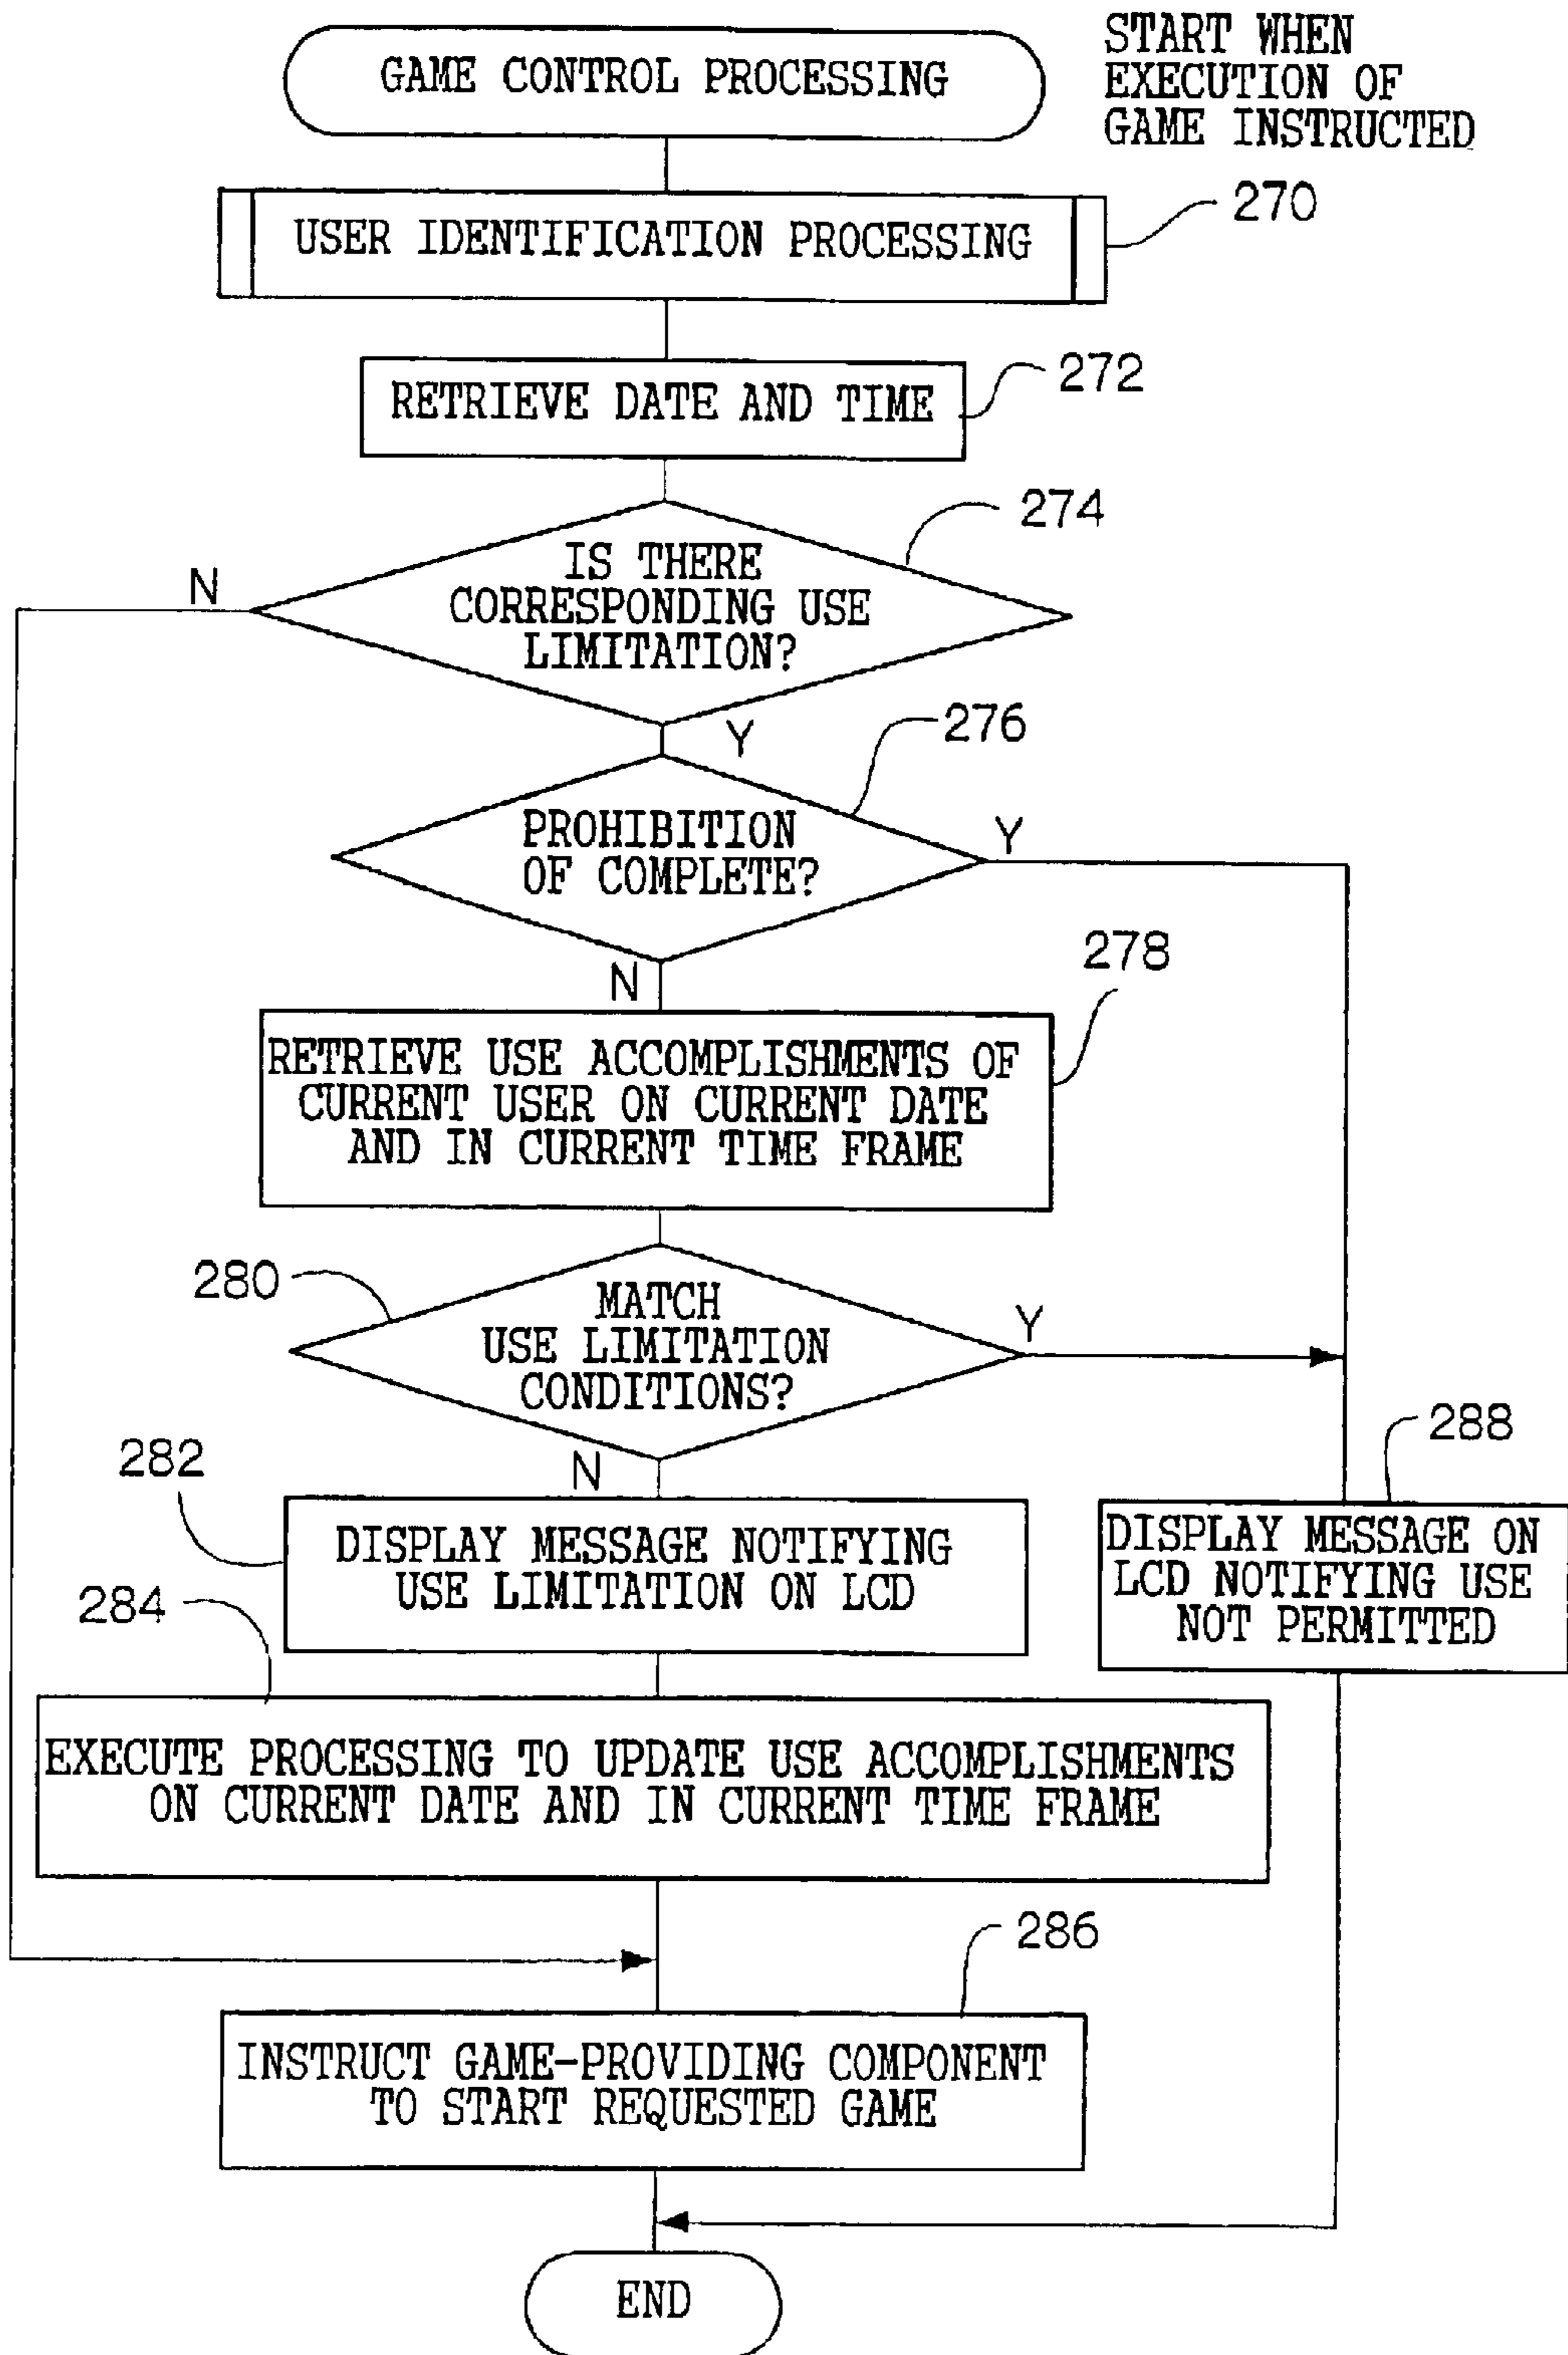 GAME CONTROL PROCESSING
START WHEN
EXECUTION OF
GAME INSTRUCTED
USER IDENTIFICATION PROCESSING
270
RETRIEVE DATE AND TIME
272
274
IS THERE
CORRESPONDING USE
LIMITATION?
N
Y
276
PROHIBITION
OF COMPLETE?
Y
N
278
RETRIEVE USE ACCOMPLISHMENTS OF
CURRENT USER ON CURRENT DATE
AND IN CURRENT TIME FRAME
280
MATCH
USE LIMITATION
CONDITIONS?
Y
N
282
DISPLAY MESSAGE NOTIFYING
USE LIMITATION ON LCD
288
DISPLAY MESSAGE ON
LCD NOTIFYING USE
NOT PERMITTED
284
EXECUTE PROCESSING TO UPDATE USE ACCOMPLISHMENTS
ON CURRENT DATE AND IN CURRENT TIME FRAME
286
INSTRUCT GAME-PROVIDING COMPONENT
TO START REQUESTED GAME
END